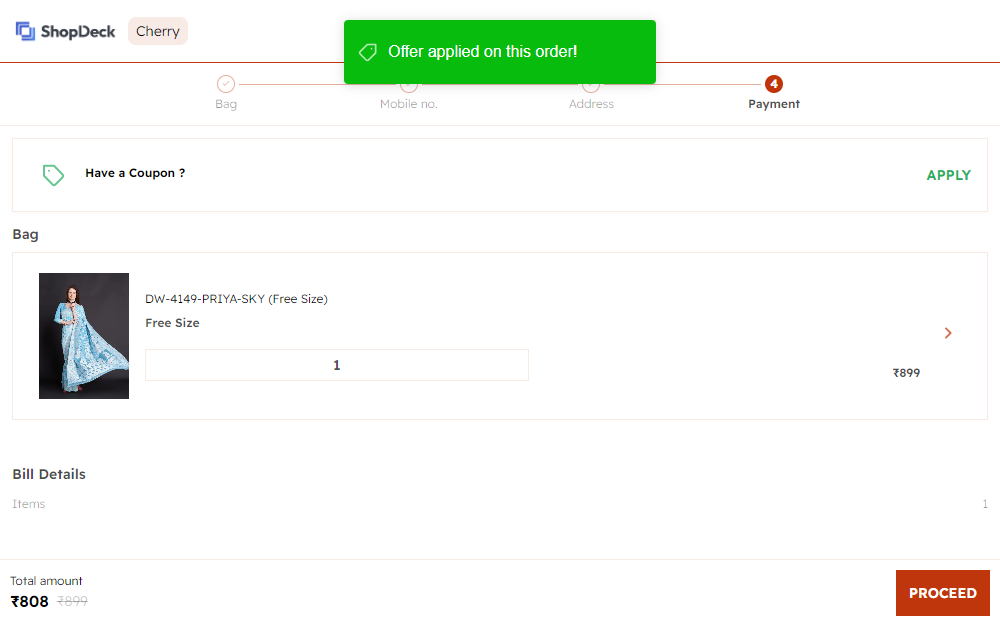 ShopDeck
Cherry
Offer applied on this order!
Bag
Mobile no.
Address
4
Payment
Have a Coupon ?
APPLY
Bag
DW-4149-PRIYA-SKY (Free Size)
Free Size
1
₹899
Bill Details
Items 1
Total amount
₹808 ₹899
PROCEED